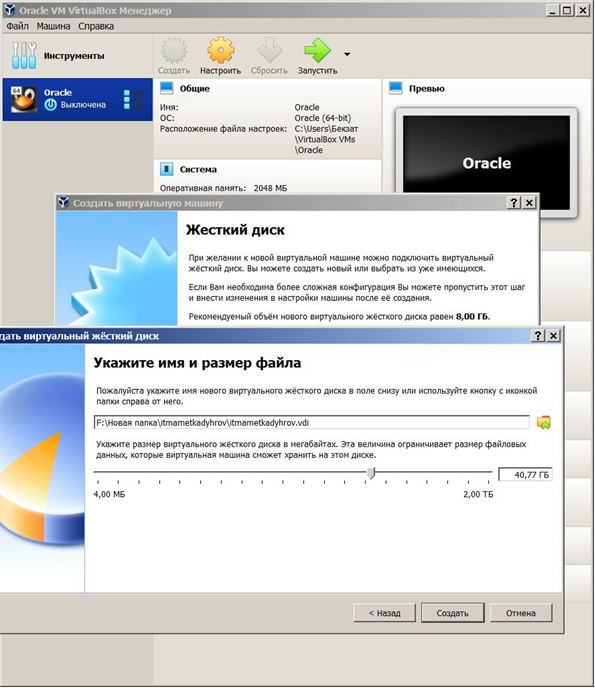 Oracle VM VirtualBox Менеджер
Файл Машина Справка
Инструменты
Создать Настроить Сбросить Запустить
64
Oracle
Выключена
Общие
Имя: Oracle
ОС: Oracle (64-bit)
Расположение файла настроек: C:\Users\Бекзат
\VirtualBox VMs
\Oracle
Система
Оперативная память: 2048 МБ
Превью
Oracle
Создать виртуальную машину
?
Жесткий диск
При желании к новой виртуальной машине можно подключить виртуальный
жёсткий диск. Вы можете создать новый или выбрать из уже имеющихся.
Если Вам необходима более сложная конфигурация Вы можете пропустить этот шаг
и внести изменения в настройки машины после её создания.
Рекомендуемый объём нового виртуального жёсткого диска равен 8,00 ГБ.
дать виртуальный жёсткий диск
?
Укажите имя и размер файла
Пожалуйста укажите имя нового виртуального жёсткого диска в поле снизу или используйте кнопку с иконкой
папки справа от него.
F:\Новая папка\itmametkadyhrov\itmametkadyhrov.vdi
Укажите размер виртуального жёсткого диска в мегабайтах. Эта величина ограничивает размер файловых
данных, которые виртуальная машина сможет хранить на этом диске.
40,77 ГБ
4,00 МБ 2,00 ТБ
< Назад Создать Отмена